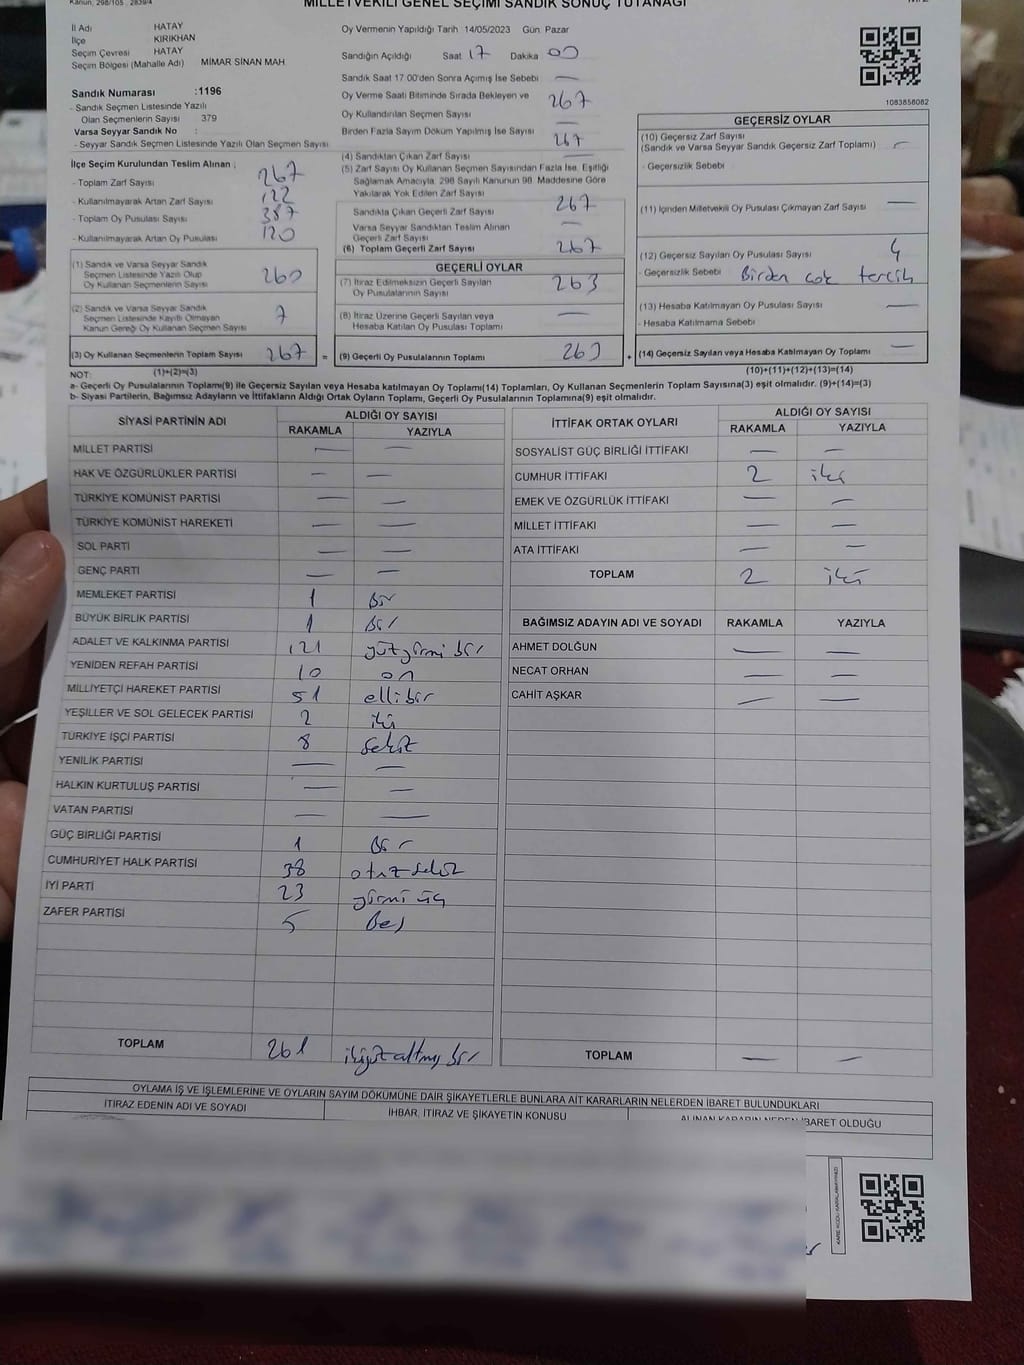 Kanun: 298/105, 2839/4
MİLLETVEKİLİ GENEL SEÇİMİ SANDIK SONUÇ TUTANAĞI
İl Adı HATAY
İlçe KIRIKHAN
Seçim Çevresi HATAY
Seçim Bölgesi (Mahalle Adı) MİMAR SİNAN MAH
Sandık Numarası :1196
- Sandık Seçmen Listesinde Yazılı
Olan Seçmenlerin Sayısı 379
Varsa Seyyar Sandık No :
- Seyyar Sandık Seçmen Listesinde Yazılı Olan Seçmen Sayısı
İlçe Seçim Kurulundan Teslim Alınan ;
- Toplam Zarf Sayısı 267
- Kullanılmayarak Artan Zarf Sayısı 122
- Toplam Oy Pusulası Sayısı 387
- Kullanılmayarak Artan Oy Pusulası 120
(1) Sandık ve Varsa Seyyar Sandık
Seçmen Listesinde Yazılı Olup
Oy Kullanan Seçmenlerin Sayısı 260
(2) Sandık ve Varsa Seyyar Sandık
Seçmen Listesinde Kayıtlı Olmayan
Kanun Gereği Oy Kullanan Seçmen Sayısı 7
(3) Oy Kullanan Seçmenlerin Toplam Sayısı 267 =
Oy Vermenin Yapıldığı Tarih 14/05/2023 Gün Pazar
Sandığın Açıldığı Saat 17 Dakika 00
Sandık Saat 17:00'den Sonra Açımış İse Sebebi —
Oy Verme Saati Bitiminde Sırada Bekleyen ve
Oy Kullandırılan Seçmen Sayısı 267
Birden Fazla Sayım Döküm Yapılmış İse Sayısı —
(4) Sandıktan Çıkan Zarf Sayısı 267
(5) Zarf Sayısı Oy Kullanan Seçmen Sayısından Fazla İse, Eşitliği
Sağlamak Amacıyla, 298 Sayılı Kanunun 98. Maddesine Göre
Yakılarak Yok Edilen Zarf Sayısı —
Sandıkta Çıkan Geçerli Zarf Sayısı 267
Varsa Seyyar Sandıktan Teslim Alınan
Geçerli Zarf Sayısı —
(6) Toplam Geçerli Zarf Sayısı 267
GEÇERLİ OYLAR
(7) İtiraz Edilmeksizin Geçerli Sayılan
Oy Pusulalarının Sayısı 263
(8) İtiraz Üzerine Geçerli Sayılan veya
Hesaba Katılan Oy Pusulası Toplamı —
(9) Geçerli Oy Pusulalarının Toplamı 263 +
1083858082
GEÇERSİZ OYLAR
(10) Geçersiz Zarf Sayısı
(Sandık ve Varsa Seyyar Sandık Geçersiz Zarf Toplamı) —
- Geçersizlik Sebebi
(11) İçinden Milletvekili Oy Pusulası Çıkmayan Zarf Sayısı —
(12) Geçersiz Sayılan Oy Pusulası Sayısı 4
- Geçersizlik Sebebi Birden çok tercih
(13) Hesaba Katılmayan Oy Pusulası Sayısı —
- Hesaba Katılmama Sebebi
(14) Geçersiz Sayılan veya Hesaba Katılmayan Oy Toplamı —
NOT: (1)+(2)=(3) (10)+(11)+(12)+(13)=(14)
a- Geçerli Oy Pusulalarının Toplamı(9) ile Geçersiz Sayılan veya Hesaba katılmayan Oy Toplamı(14) Toplamları, Oy Kullanan Seçmenlerin Toplam Sayısına(3) eşit olmalıdır. (9)+(14)=(3)
b- Siyasi Partilerin, Bağımsız Adayların ve İttifakların Aldığı Ortak Oyların Toplamı, Geçerli Oy Pusulalarının Toplamına(9) eşit olmalıdır.
SİYASİ PARTİNİN ADI ALDIĞI OY SAYISI
RAKAMLA YAZIYLA
MİLLET PARTİSİ — —
HAK VE ÖZGÜRLÜKLER PARTİSİ — —
TÜRKİYE KOMÜNİST PARTİSİ — —
TÜRKİYE KOMÜNİST HAREKETİ — —
SOL PARTİ — —
GENÇ PARTİ — —
MEMLEKET PARTİSİ 1 Bir
BÜYÜK BİRLİK PARTİSİ 1 Bir
ADALET VE KALKINMA PARTİSİ 121 yüzyirmi bir
YENİDEN REFAH PARTİSİ 10 on
MİLLİYETÇİ HAREKET PARTİSİ 51 ellibir
YEŞİLLER VE SOL GELECEK PARTİSİ 2 iki
TÜRKİYE İŞÇİ PARTİSİ 8 sekiz
YENİLİK PARTİSİ — —
HALKIN KURTULUŞ PARTİSİ — —
VATAN PARTİSİ — —
GÜÇ BİRLİĞİ PARTİSİ 1 Bir
CUMHURİYET HALK PARTİSİ 38 otuz sekiz
İYİ PARTİ 23 yirmi üç
ZAFER PARTİSİ 5 Beş
TOPLAM 261 ikiyüzaltmış bir
İTTİFAK ORTAK OYLARI ALDIĞI OY SAYISI
RAKAMLA YAZIYLA
SOSYALİST GÜÇ BİRLİĞİ İTTİFAKI — —
CUMHUR İTTİFAKI 2 iki
EMEK VE ÖZGÜRLÜK İTTİFAKI — —
MİLLET İTTİFAKI — —
ATA İTTİFAKI — —
TOPLAM 2 iki
BAĞIMSIZ ADAYIN ADI VE SOYADI RAKAMLA YAZIYLA
AHMET DOLĞUN — —
NECAT ORHAN — —
CAHİT AŞKAR — —
TOPLAM — —
OYLAMA İŞ VE İŞLEMLERİNE VE OYLARIN SAYIM DÖKÜMÜNE DAİR ŞİKAYETLERLE BUNLARA AİT KARARLARIN NELERDEN İBARET BULUNDUKLARI
İTİRAZ EDENİN ADI VE SOYADI İHBAR, İTİRAZ VE ŞİKAYETİN KONUSU ALINAN KARARIN NEDEN İBARET OLDUĞU